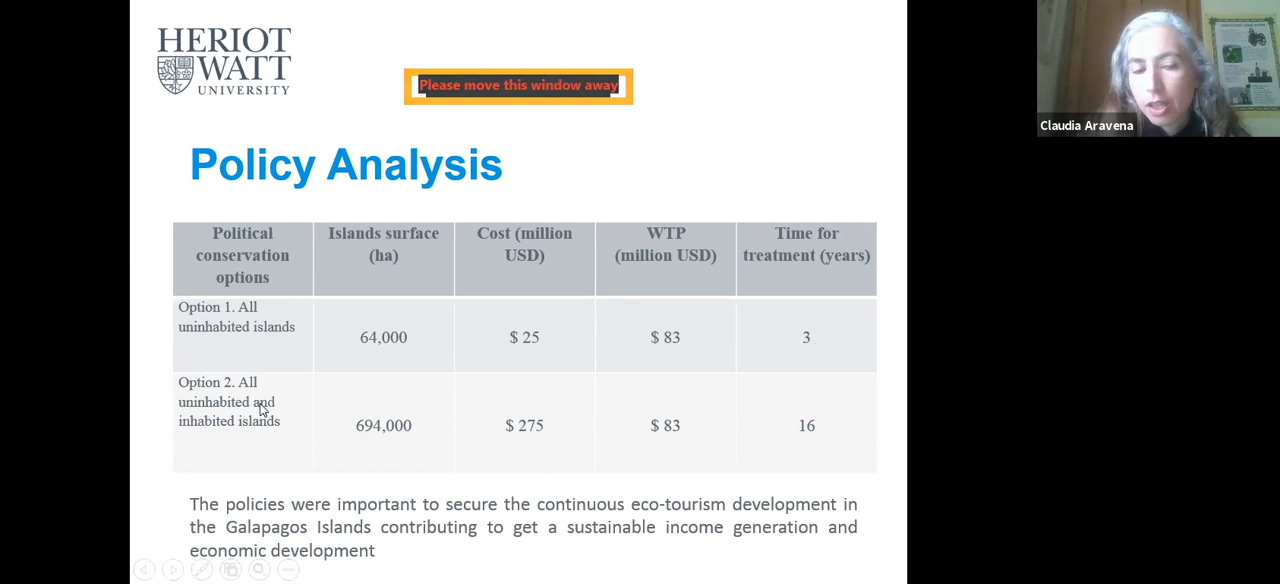 HERIOT
WATT
UNIVERSITY
Please move this window away
Claudia Aravena
Policy Analysis
Political conservation options
Islands surface (ha)
Cost (million USD)
WTP (million USD)
Time for treatment (years)
Option 1. All uninhabited islands
64,000
$ 25
$ 83
3
Option 2. All uninhabited and inhabited islands
694,000
$ 275
$ 83
16
The policies were important to secure the continuous eco-tourism development in
the Galapagos Islands contributing to get a sustainable income generation and
economic development